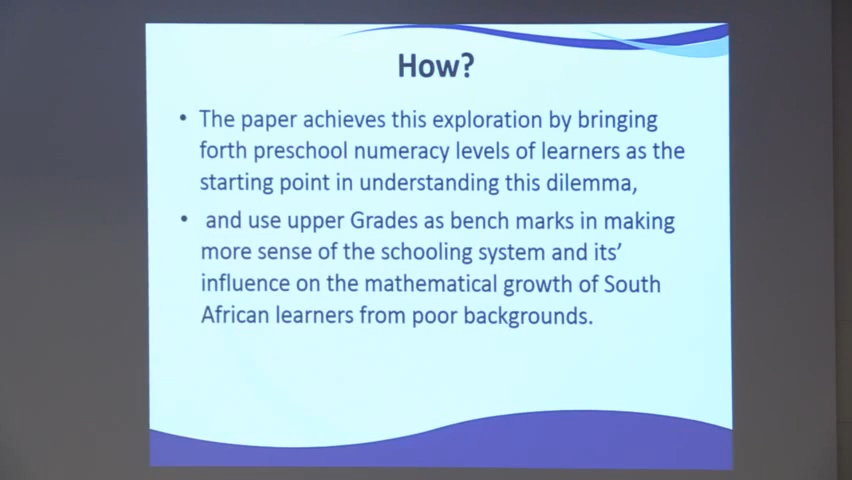 How?
• The paper achieves this exploration by bringing
forth preschool numeracy levels of learners as the
starting point in understanding this dilemma,
• and use upper Grades as bench marks in making
more sense of the schooling system and its’
influence on the mathematical growth of South
African learners from poor backgrounds.